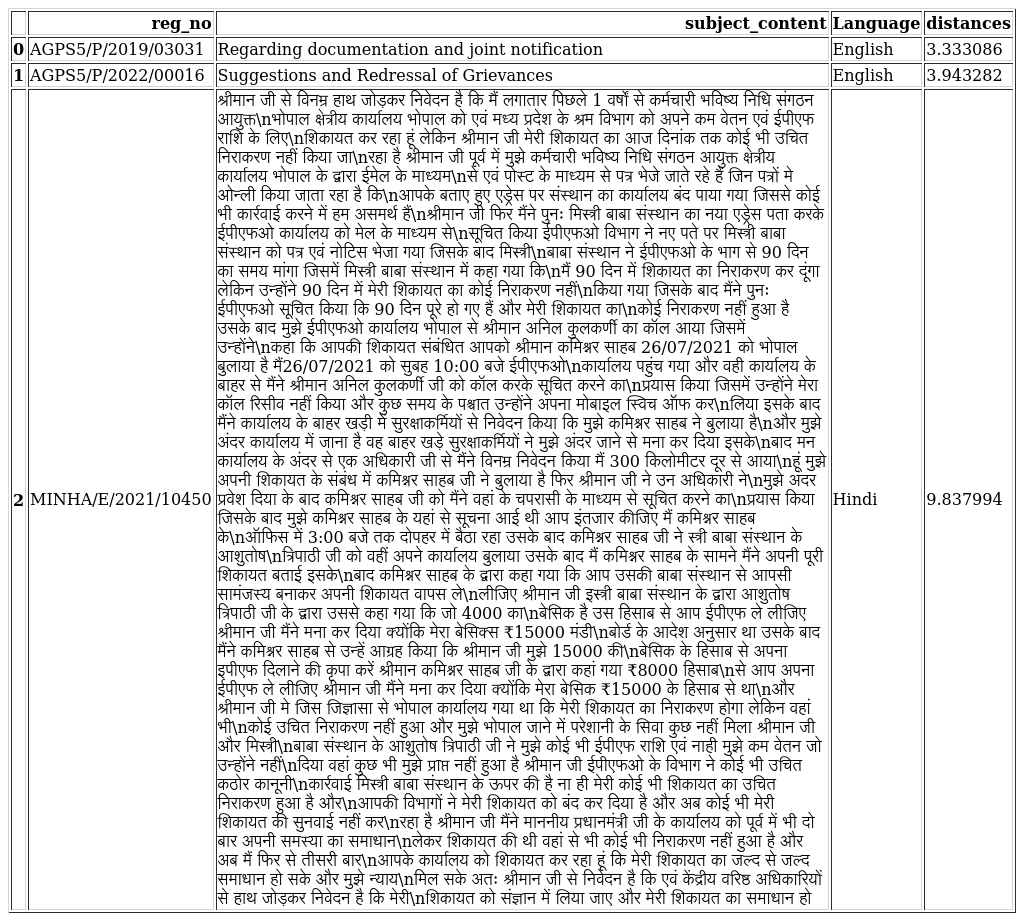 reg_no subject_content Language distances
0 AGPS5/P/2019/03031 Regarding documentation and joint notification English 3.333086
1 AGPS5/P/2022/00016 Suggestions and Redressal of Grievances English 3.943282
2 MINHA/E/2021/10450 Hindi 9.837994
श्रीमान जी से विनम्र हाथ जोड़कर निवेदन है कि मैं लगातार पिछले 1 वर्षों से कर्मचारी भविष्य निधि संगठन
आयुक्त\nभोपाल क्षेत्रीय कार्यालय भोपाल को एवं मध्य प्रदेश के श्रम विभाग को अपने कम वेतन एवं ईपीएफ
राशि के लिए\nशिकायत कर रहा हूं लेकिन श्रीमान जी मेरी शिकायत का आज दिनांक तक कोई भी उचित
निराकरण नहीं किया जा\nरहा है श्रीमान जी पूर्व में मुझे कर्मचारी भविष्य निधि संगठन आयुक्त क्षेत्रीय
कार्यालय भोपाल के द्वारा ईमेल के माध्यम\nसे एवं पोस्ट के माध्यम से पत्र भेजे जाते रहे हैं जिन पत्रों मे
ओन्ली किया जाता रहा है कि\nआपके बताए हुए एड्रेस पर संस्थान का कार्यालय बंद पाया गया जिससे कोई
भी कार्रवाई करने में हम असमर्थ हैं\nश्रीमान जी फिर मैंने पुनः मिस्त्री बाबा संस्थान का नया एड्रेस पता करके
ईपीएफओ कार्यालय को मेल के माध्यम से\nसूचित किया ईपीएफओ विभाग ने नए पते पर मिस्त्री बाबा
संस्थान को पत्र एवं नोटिस भेजा गया जिसके बाद मिस्त्री\nबाबा संस्थान ने ईपीएफओ के भाग से 90 दिन
का समय मांगा जिसमें मिस्त्री बाबा संस्थान में कहा गया कि\nमैं 90 दिन में शिकायत का निराकरण कर दूंगा
लेकिन उन्होंने 90 दिन में मेरी शिकायत का कोई निराकरण नहीं\nकिया गया जिसके बाद मैंने पुनः
ईपीएफओ सूचित किया कि 90 दिन पूरे हो गए हैं और मेरी शिकायत का\nकोई निराकरण नहीं हुआ है
उसके बाद मुझे ईपीएफओ कार्यालय भोपाल से श्रीमान अनिल कुलकर्णी का कॉल आया जिसमें
उन्होंने\nकहा कि आपकी शिकायत संबंधित आपको श्रीमान कमिश्नर साहब 26/07/2021 को भोपाल
बुलाया है मैं26/07/2021 को सुबह 10:00 बजे ईपीएफओ\nकार्यालय पहुंच गया और वही कार्यालय के
बाहर से मैंने श्रीमान अनिल कुलकर्णी जी को कॉल करके सूचित करने का\nप्रयास किया जिसमें उन्होंने मेरा
कॉल रिसीव नहीं किया और कुछ समय के पश्चात उन्होंने अपना मोबाइल स्विच ऑफ कर\nलिया इसके बाद
मैंने कार्यालय के बाहर खड़ी में सुरक्षाकर्मियों से निवेदन किया कि मुझे कमिश्नर साहब ने बुलाया है\nऔर मुझे
अंदर कार्यालय में जाना है वह बाहर खड़े सुरक्षाकर्मियों ने मुझे अंदर जाने से मना कर दिया इसके\nबाद मन
कार्यालय के अंदर से एक अधिकारी जी से मैंने विनम्र निवेदन किया मैं 300 किलोमीटर दूर से आया\nहूं मुझे
अपनी शिकायत के संबंध में कमिश्नर साहब जी ने बुलाया है फिर श्रीमान जी ने उन अधिकारी ने\nमुझे अंदर
प्रवेश दिया के बाद कमिश्नर साहब जी को मैंने वहां के चपरासी के माध्यम से सूचित करने का\nप्रयास किया
जिसके बाद मुझे कमिश्नर साहब के यहां से सूचना आई थी आप इंतजार कीजिए मैं कमिश्नर साहब
के\nऑफिस में 3:00 बजे तक दोपहर में बैठा रहा उसके बाद कमिश्नर साहब जी ने स्त्री बाबा संस्थान के
आशुतोष\nत्रिपाठी जी को वहीं अपने कार्यालय बुलाया उसके बाद मैं कमिश्नर साहब के सामने मैंने अपनी पूरी
शिकायत बताई इसके\nबाद कमिश्नर साहब के द्वारा कहा गया कि आप उसकी बाबा संस्थान से आपसी
सामंजस्य बनाकर अपनी शिकायत वापस ले\nलीजिए श्रीमान जी इस्त्री बाबा संस्थान के द्वारा आशुतोष
त्रिपाठी जी के द्वारा उससे कहा गया कि जो 4000 का\nबेसिक है उस हिसाब से आप ईपीएफ ले लीजिए
श्रीमान जी मैंने मना कर दिया क्योंकि मेरा बेसिक्स ₹15000 मंडी\nबोर्ड के आदेश अनुसार था उसके बाद
मैंने कमिश्नर साहब से उन्हें आग्रह किया कि श्रीमान जी मुझे 15000 की\nबेसिक के हिसाब से अपना
इपीएफ दिलाने की कृपा करें श्रीमान कमिश्नर साहब जी के द्वारा कहां गया ₹8000 हिसाब\nसे आप अपना
ईपीएफ ले लीजिए श्रीमान जी मैंने मना कर दिया क्योंकि मेरा बेसिक ₹15000 के हिसाब से था\nऔर
श्रीमान जी मे जिस जिज्ञासा से भोपाल कार्यालय गया था कि मेरी शिकायत का निराकरण होगा लेकिन वहां
भी\nकोई उचित निराकरण नहीं हुआ और मुझे भोपाल जाने में परेशानी के सिवा कुछ नहीं मिला श्रीमान जी
और मिस्त्री\nबाबा संस्थान के आशुतोष त्रिपाठी जी ने मुझे कोई भी ईपीएफ राशि एवं नाही मुझे कम वेतन जो
उन्होंने नहीं\nदिया वहां कुछ भी मुझे प्राप्त नहीं हुआ है श्रीमान जी ईपीएफओ के विभाग ने कोई भी उचित
कठोर कानूनी\nकार्रवाई मिस्त्री बाबा संस्थान के ऊपर की है ना ही मेरी कोई भी शिकायत का उचित
निराकरण हुआ है और\nआपकी विभागों ने मेरी शिकायत को बंद कर दिया है और अब कोई भी मेरी
शिकायत की सुनवाई नहीं कर\nरहा है श्रीमान जी मैंने माननीय प्रधानमंत्री जी के कार्यालय को पूर्व में भी दो
बार अपनी समस्या का समाधान\nलेकर शिकायत की थी वहां से भी कोई भी निराकरण नहीं हुआ है और
अब मैं फिर से तीसरी बार\nआपके कार्यालय को शिकायत कर रहा हूं कि मेरी शिकायत का जल्द से जल्द
समाधान हो सके और मुझे न्याय\nमिल सके अतः श्रीमान जी से निवेदन है कि एवं केंद्रीय वरिष्ठ अधिकारियों
से हाथ जोड़कर निवेदन है कि मेरी\nशिकायत को संज्ञान में लिया जाए और मेरी शिकायत का समाधान हो